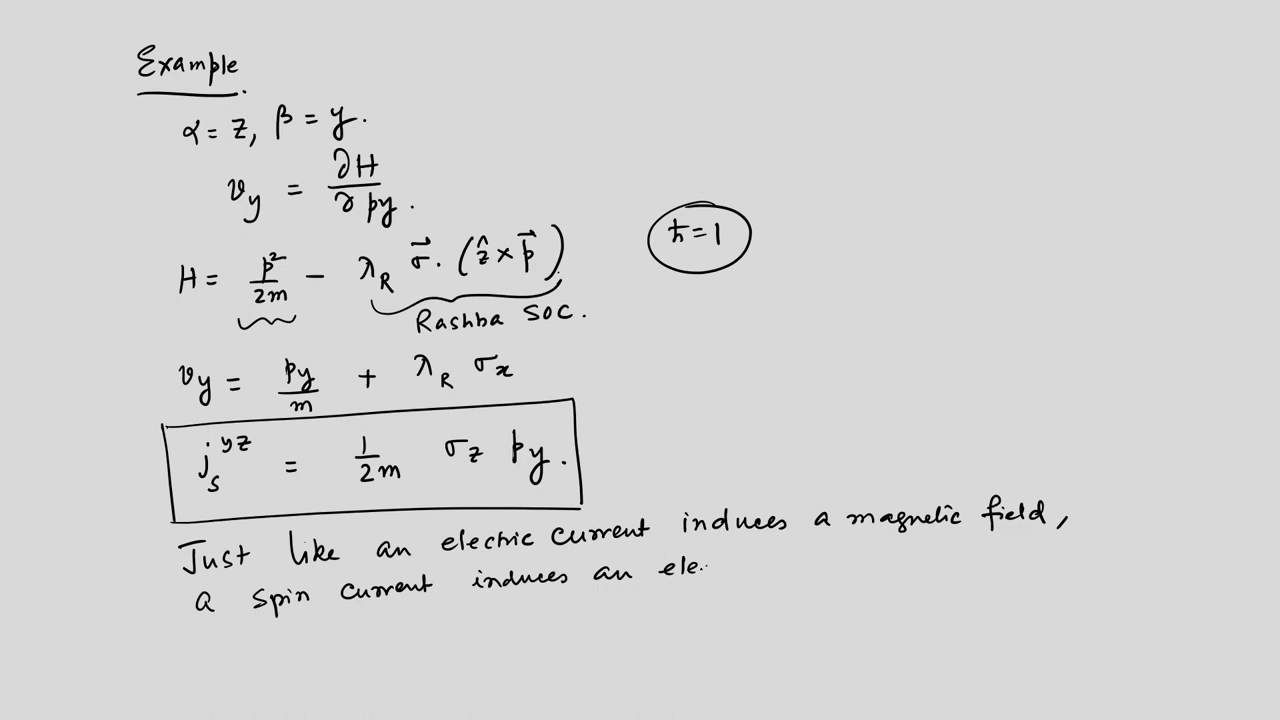 Example.
α = z, β = y.
v_y = ∂H / ∂p_y.
H = p²/2m − λ_R σ⃗ · (ẑ × p⃗).
ħ = 1
Rashba SOC.
v_y = p_y/m + λ_R σ_x
j_s^{yz} = 1/2m σ_z p_y.
Just like an electric current induces a magnetic field,
a spin current induces an ele..